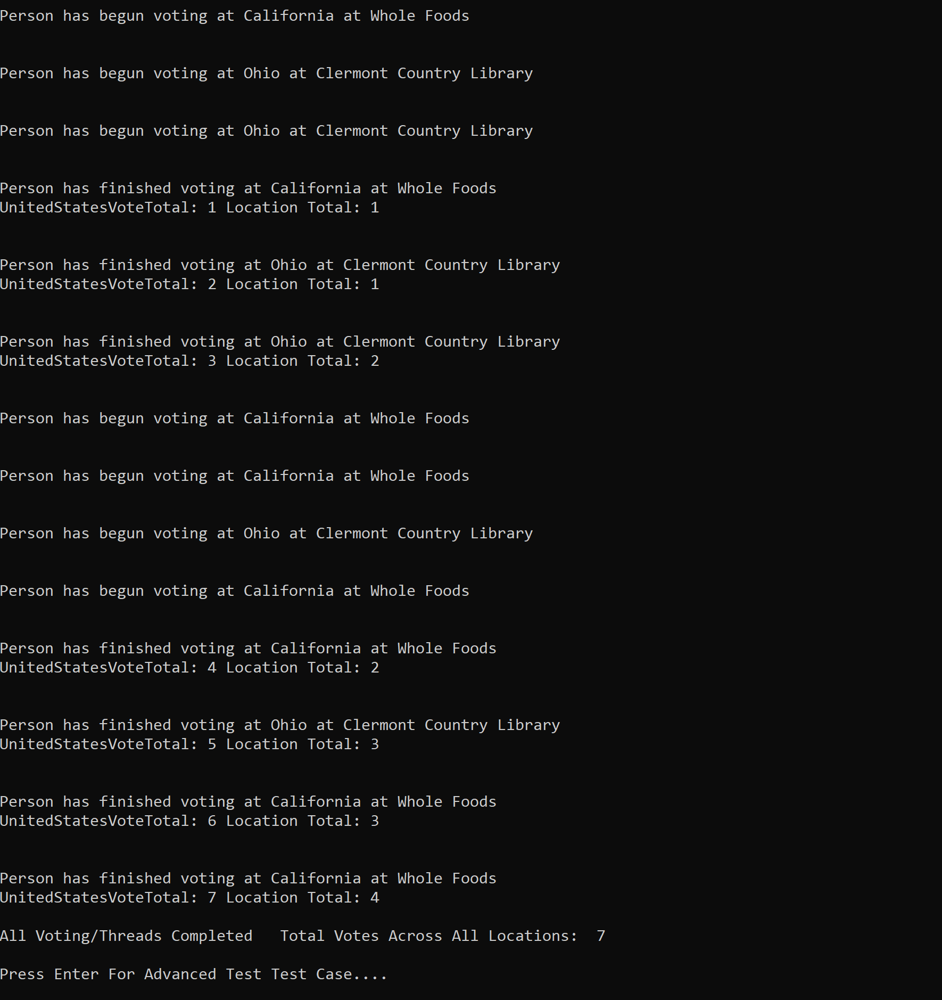 Person has begun voting at California at Whole Foods
Person has begun voting at Ohio at Clermont Country Library
Person has begun voting at Ohio at Clermont Country Library
Person has finished voting at California at Whole Foods
UnitedStatesVoteTotal: 1 Location Total: 1
Person has finished voting at Ohio at Clermont Country Library
UnitedStatesVoteTotal: 2 Location Total: 1
Person has finished voting at Ohio at Clermont Country Library
UnitedStatesVoteTotal: 3 Location Total: 2
Person has begun voting at California at Whole Foods
Person has begun voting at California at Whole Foods
Person has begun voting at Ohio at Clermont Country Library
Person has begun voting at California at Whole Foods
Person has finished voting at California at Whole Foods
UnitedStatesVoteTotal: 4 Location Total: 2
Person has finished voting at Ohio at Clermont Country Library
UnitedStatesVoteTotal: 5 Location Total: 3
Person has finished voting at California at Whole Foods
UnitedStatesVoteTotal: 6 Location Total: 3
Person has finished voting at California at Whole Foods
UnitedStatesVoteTotal: 7 Location Total: 4
All Voting/Threads Completed   Total Votes Across All Locations:  7
Press Enter For Advanced Test Test Case....